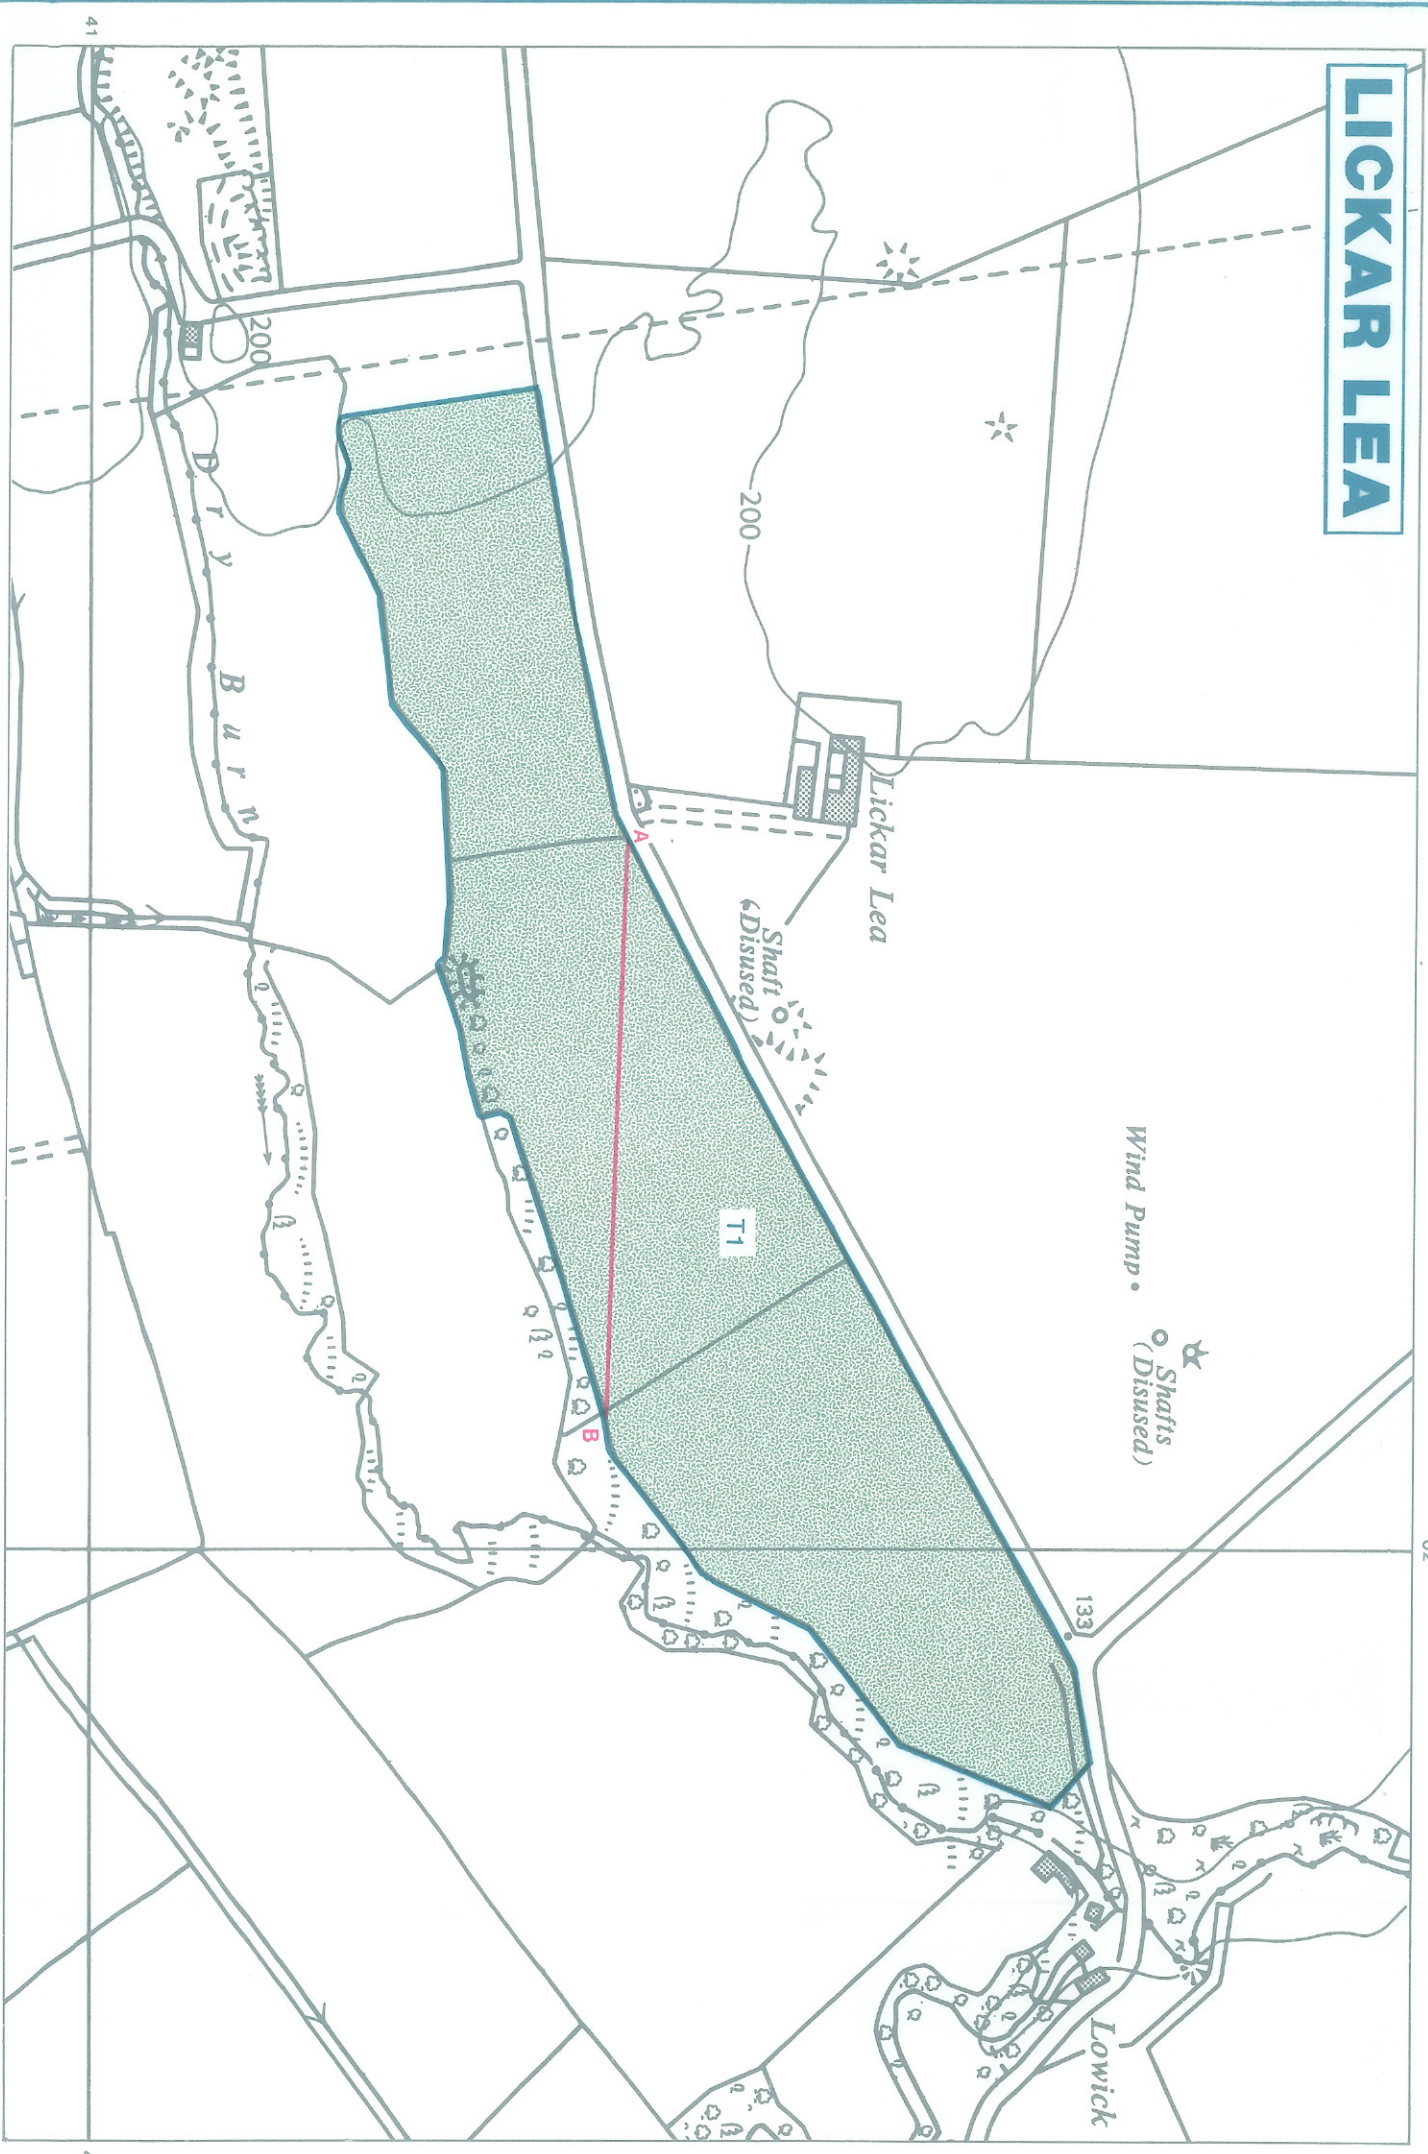 LICKAR LEA
41
200
200
Lickar Lea
Shaft
(Disused)
Wind Pump
Shafts
(Disused)
133
Dry Burn
A
T1
B
Lowick